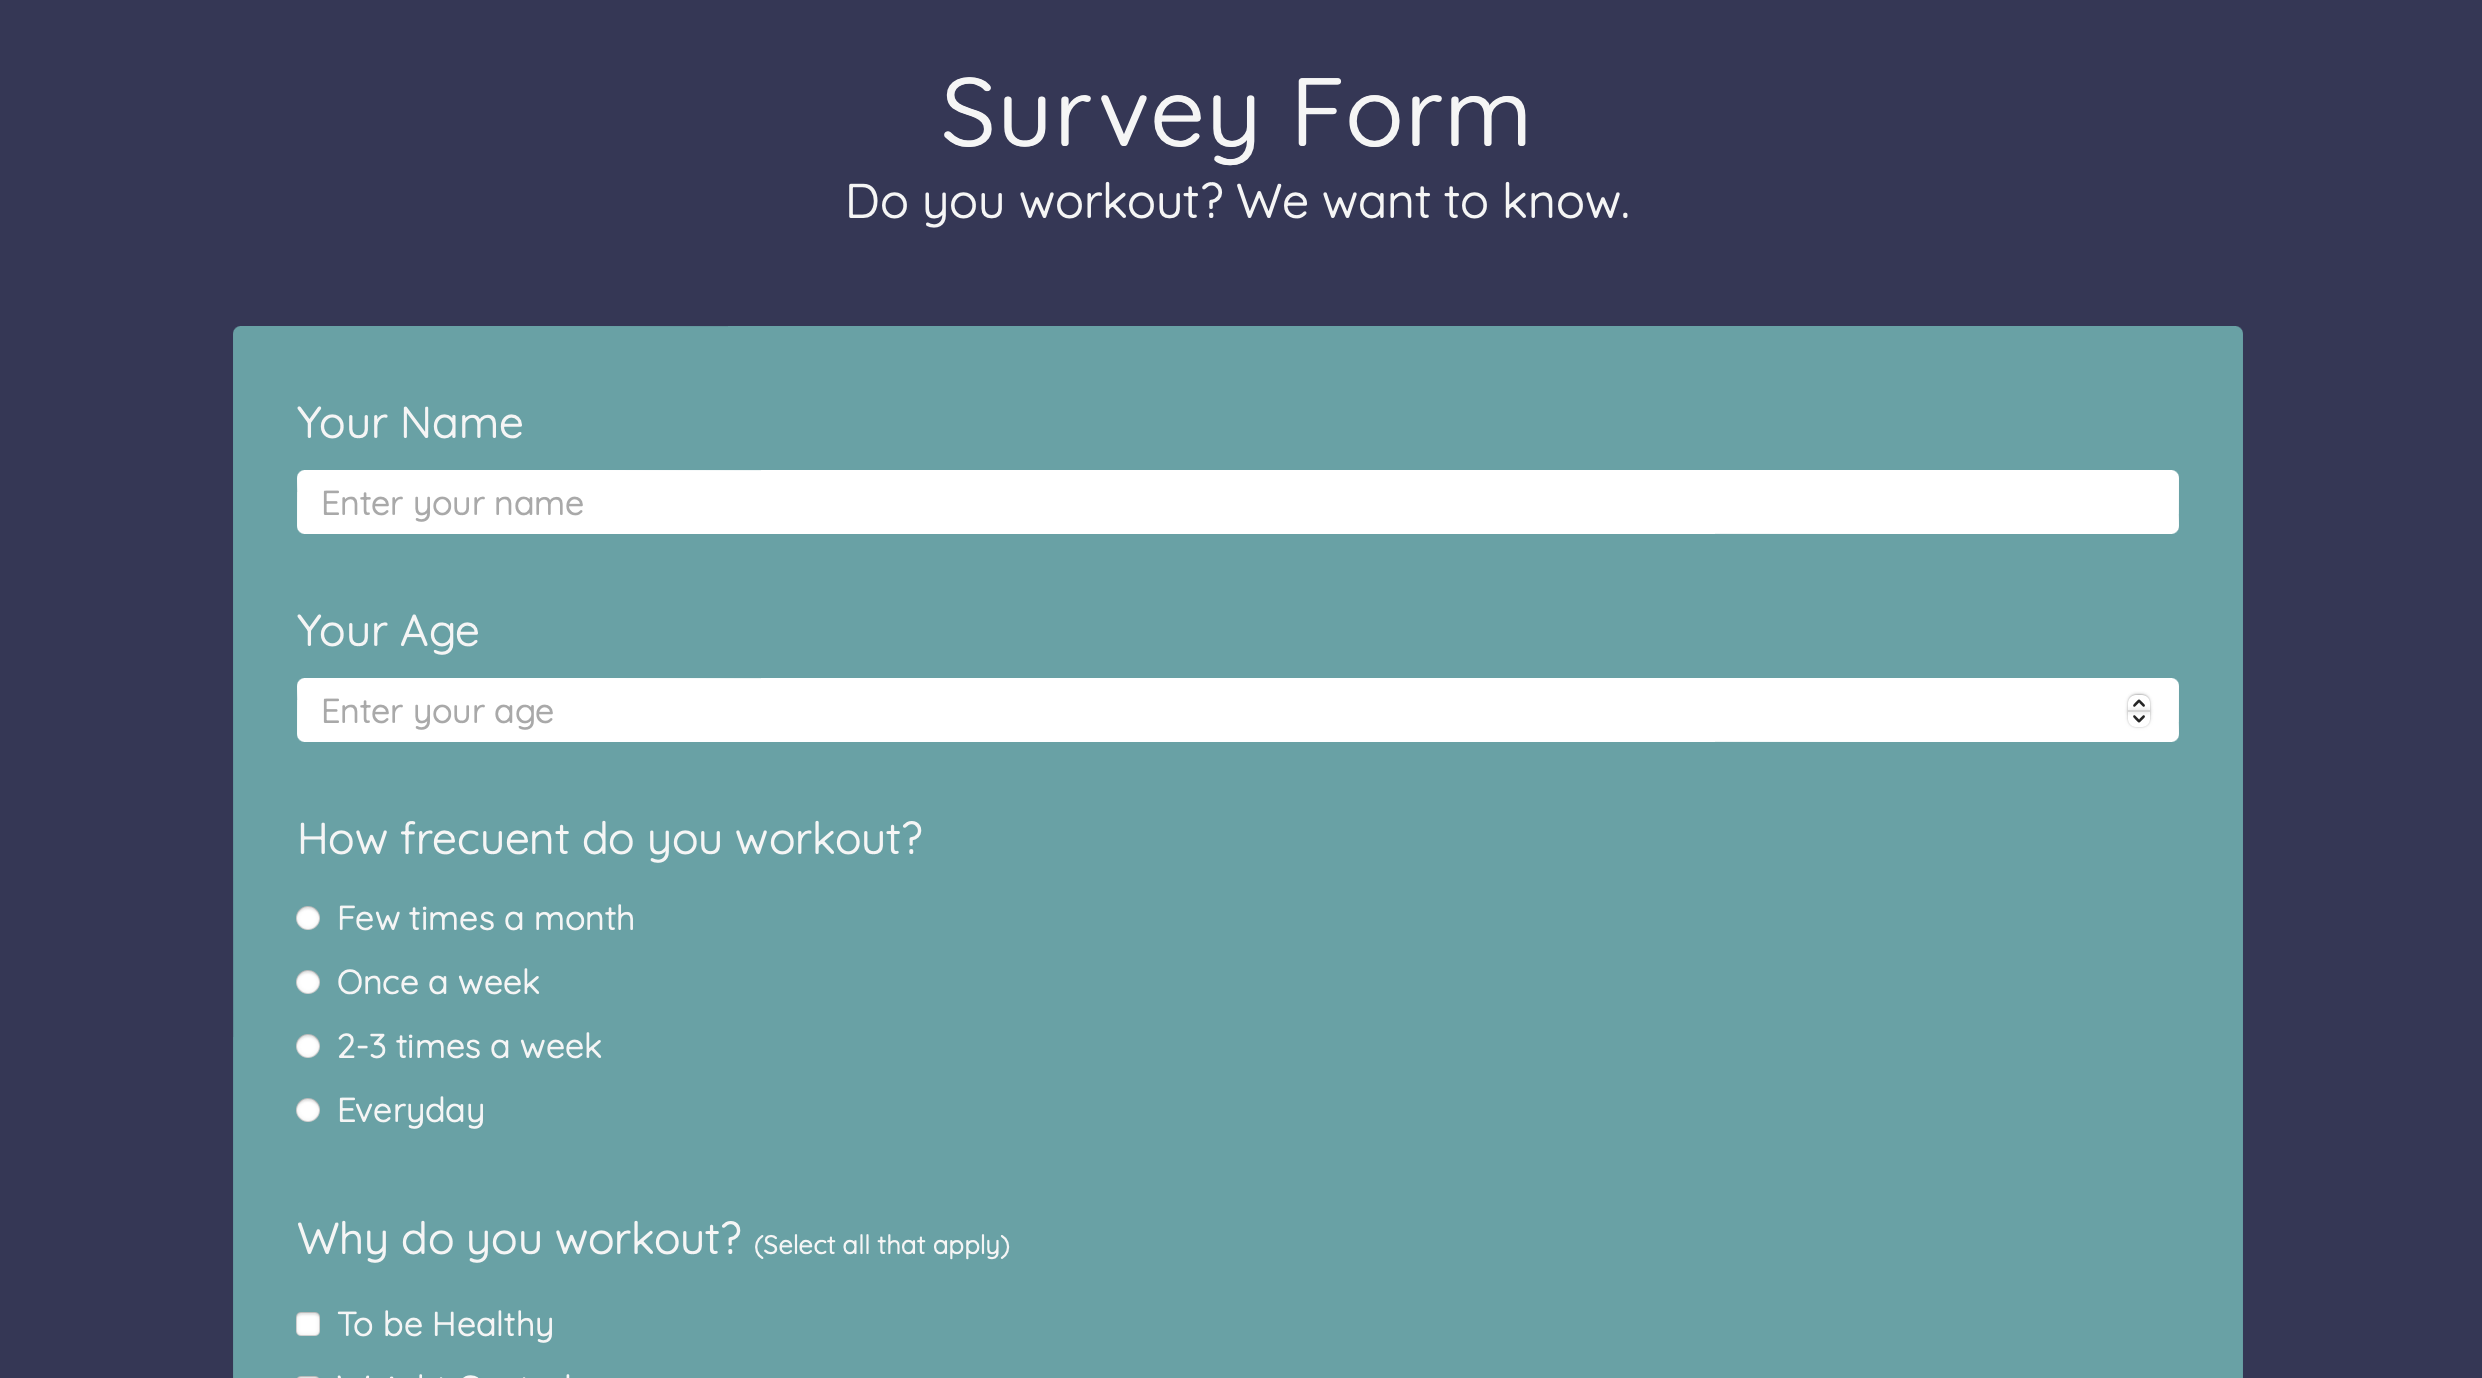 Survey Form
Do you workout? We want to know.
Your Name
Enter your name
Your Age
Enter your age
How frecuent do you workout?
Few times a month
Once a week
2-3 times a week
Everyday
Why do you workout? (Select all that apply)
To be Healthy